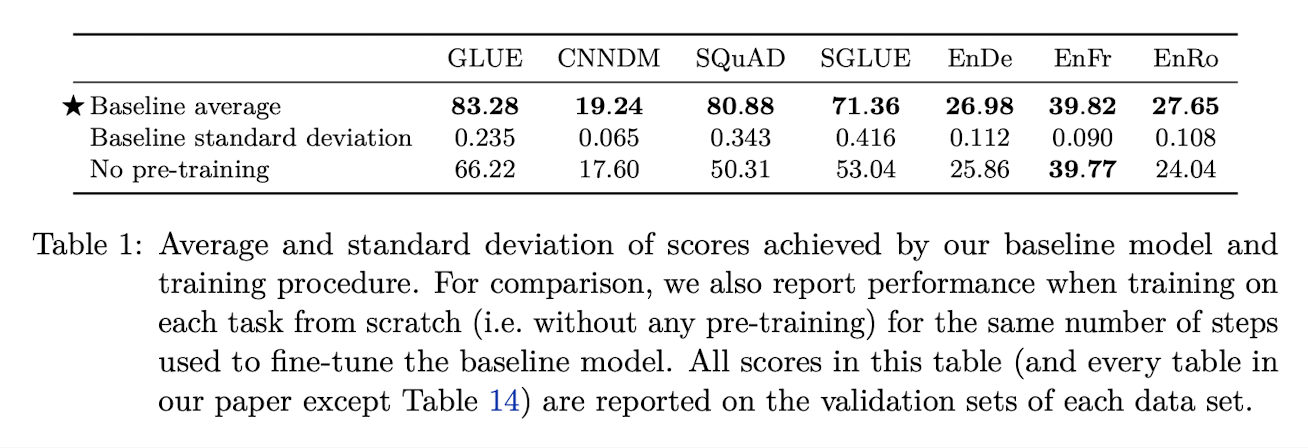 GLUE CNNDM SQuAD SGLUE EnDe EnFr EnRo
★ Baseline average 83.28 19.24 80.88 71.36 26.98 39.82 27.65
Baseline standard deviation 0.235 0.065 0.343 0.416 0.112 0.090 0.108
No pre-training 66.22 17.60 50.31 53.04 25.86 39.77 24.04
Table 1: Average and standard deviation of scores achieved by our baseline model and
training procedure. For comparison, we also report performance when training on
each task from scratch (i.e. without any pre-training) for the same number of steps
used to fine-tune the baseline model. All scores in this table (and every table in
our paper except Table 14) are reported on the validation sets of each data set.